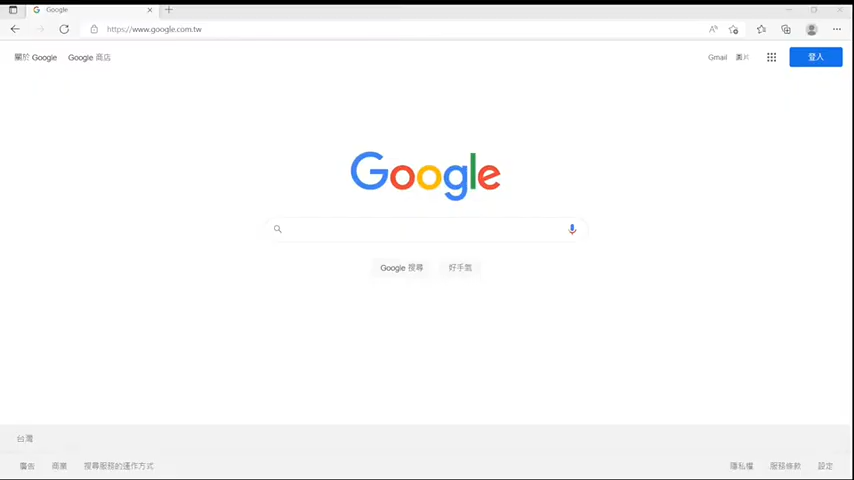 Google
https://www.google.com.tw
關於 Google Google 商店
Gmail 圖片
登入
Google
Google 搜尋 好手氣
台灣
廣告 商業 搜尋服務的運作方式
隱私權 服務條款 設定